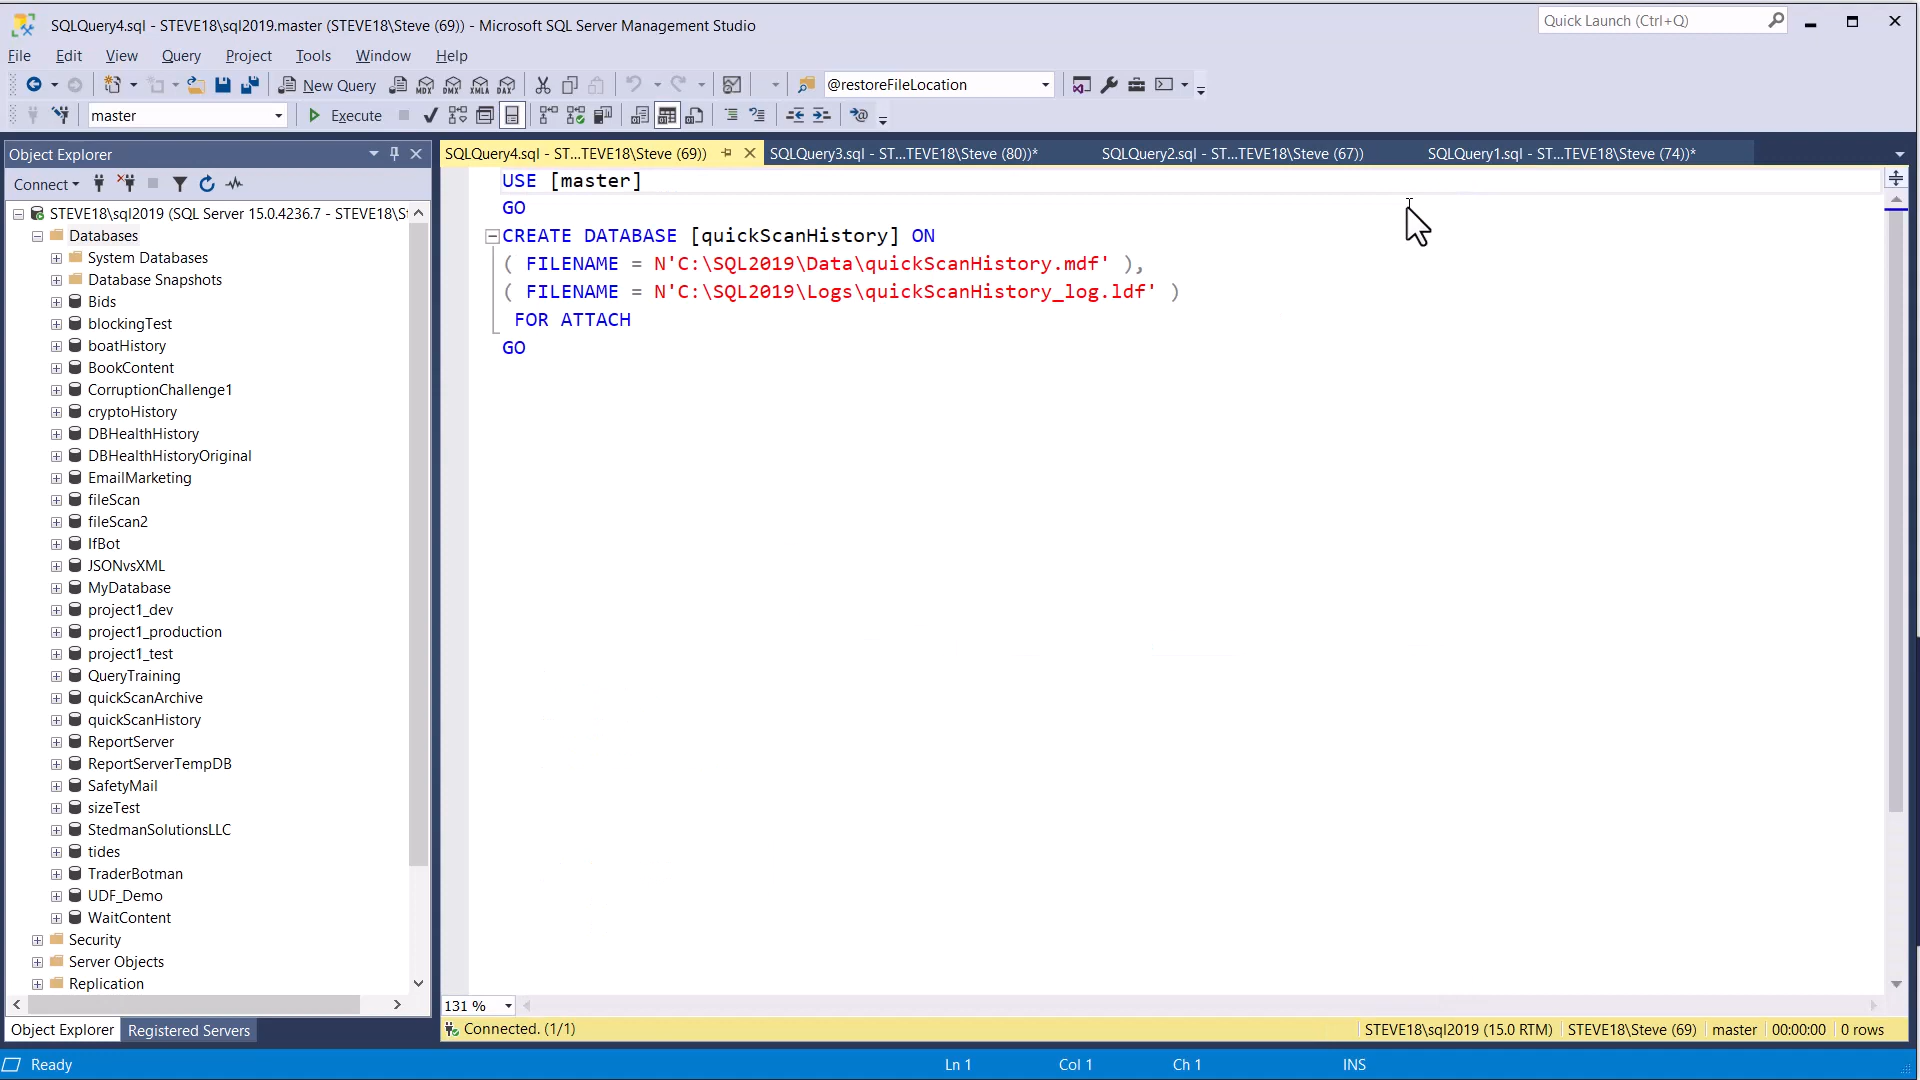 SQLQuery4.sql - STEVE18\sql2019.master (STEVE18\Steve (69)) - Microsoft SQL Server Management Studio
Quick Launch (Ctrl+Q)
File Edit View Query Project Tools Window Help
New Query MDX DMX XMLA DAX @restoreFileLocation
master Execute
Object Explorer
SQLQuery4.sql - ST...TEVE18\Steve (69)) SQLQuery3.sql - ST...TEVE18\Steve (80))* SQLQuery2.sql - ST...TEVE18\Steve (67)) SQLQuery1.sql - ST...TEVE18\Steve (74))*
Connect
STEVE18\sql2019 (SQL Server 15.0.4236.7 - STEVE18\St
Databases
System Databases
Database Snapshots
Bids
blockingTest
boatHistory
BookContent
CorruptionChallenge1
cryptoHistory
DBHealthHistory
DBHealthHistoryOriginal
EmailMarketing
fileScan
fileScan2
IfBot
JSONvsXML
MyDatabase
project1_dev
project1_production
project1_test
QueryTraining
quickScanArchive
quickScanHistory
ReportServer
ReportServerTempDB
SafetyMail
sizeTest
StedmanSolutionsLLC
tides
TraderBotman
UDF_Demo
WaitContent
Security
Server Objects
Replication
Object Explorer Registered Servers
USE [master]
GO
CREATE DATABASE [quickScanHistory] ON
( FILENAME = N'C:\SQL2019\Data\quickScanHistory.mdf' ),
( FILENAME = N'C:\SQL2019\Logs\quickScanHistory_log.ldf' )
FOR ATTACH
GO
131 %
Connected. (1/1) STEVE18\sql2019 (15.0 RTM) STEVE18\Steve (69) master 00:00:00 0 rows
Ready Ln 1 Col 1 Ch 1 INS